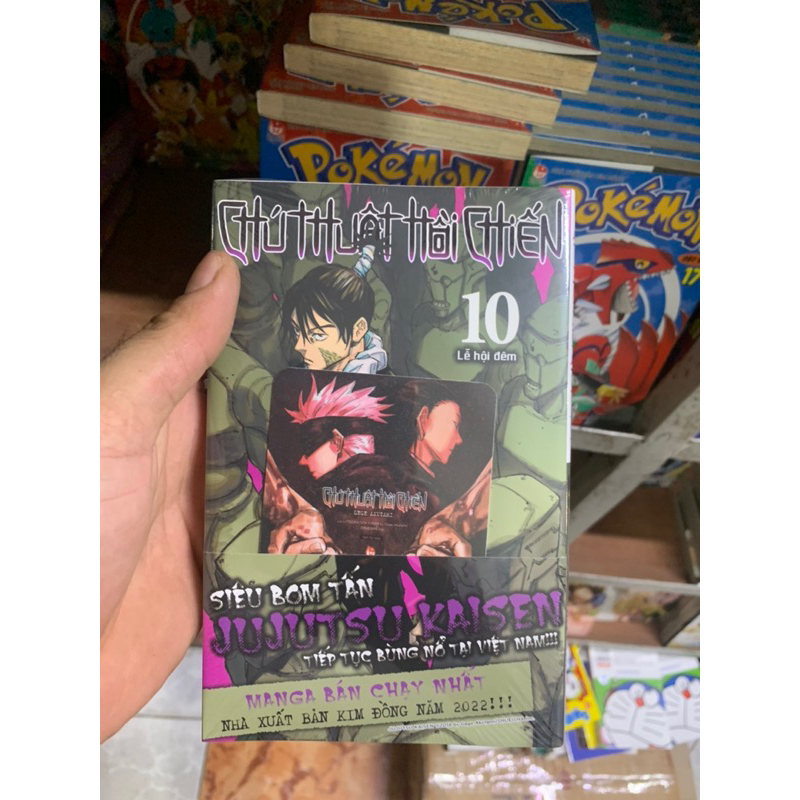 POKÉMON
POKÉMON
17
CHÚ THUẬT HỒI CHIẾN
10
Lễ hội đêm
CHÚ THUẬT HỒI CHIẾN
GEGE AKUTAMI
SIÊU BOM TẤN
JUJUTSU KAISEN
TIẾP TỤC BÙNG NỔ TẠI VIỆT NAM!!!
MANGA BÁN CHẠY NHẤT
NHÀ XUẤT BẢN KIM ĐỒNG NĂM 2022!!!